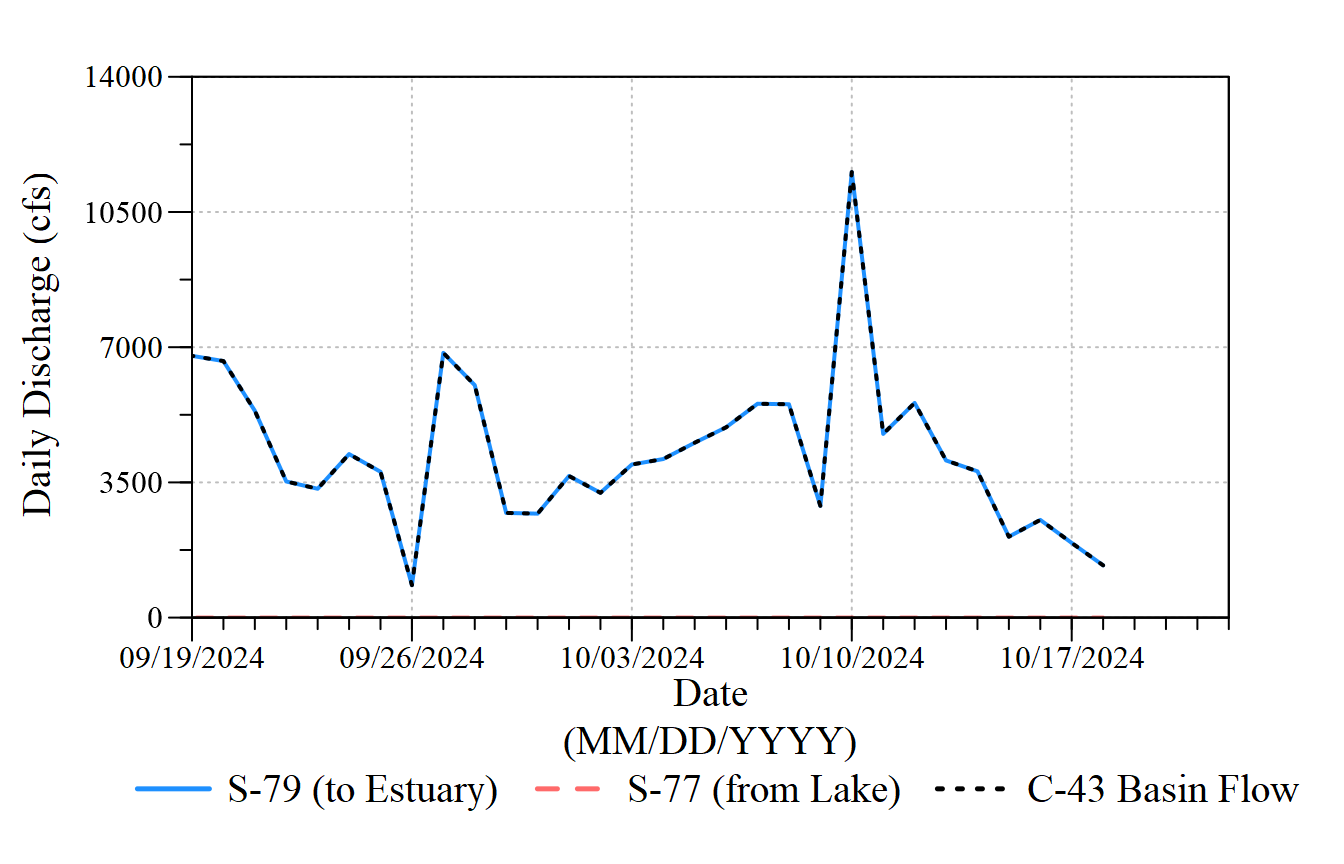 14000
10500
7000
3500
0
Daily Discharge (cfs)
09/19/2024 09/26/2024 10/03/2024 10/10/2024 10/17/2024
Date
(MM/DD/YYYY)
S-79 (to Estuary) S-77 (from Lake) C-43 Basin Flow